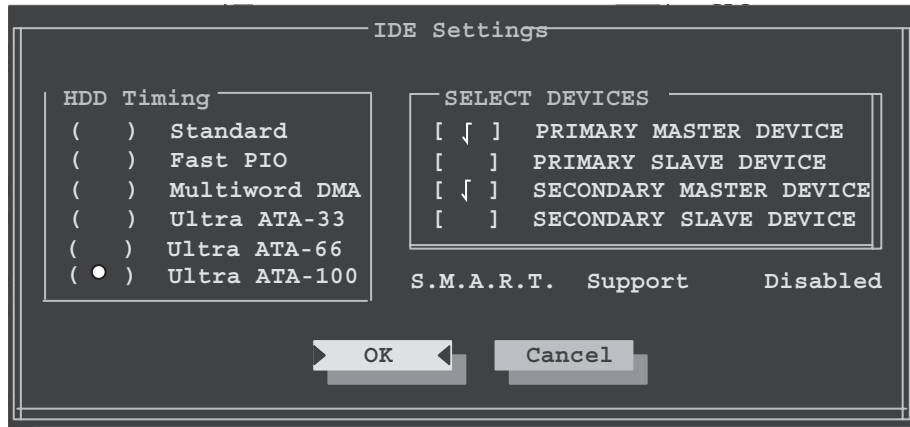 IDE Settings
HDD Timing
( ) Standard
( ) Fast PIO
( ) Multiword DMA
( ) Ultra ATA-33
( ) Ultra ATA-66
( ● ) Ultra ATA-100
SELECT DEVICES
[ √ ] PRIMARY MASTER DEVICE
[ ] PRIMARY SLAVE DEVICE
[ √ ] SECONDARY MASTER DEVICE
[ ] SECONDARY SLAVE DEVICE
S.M.A.R.T. Support Disabled
OK Cancel